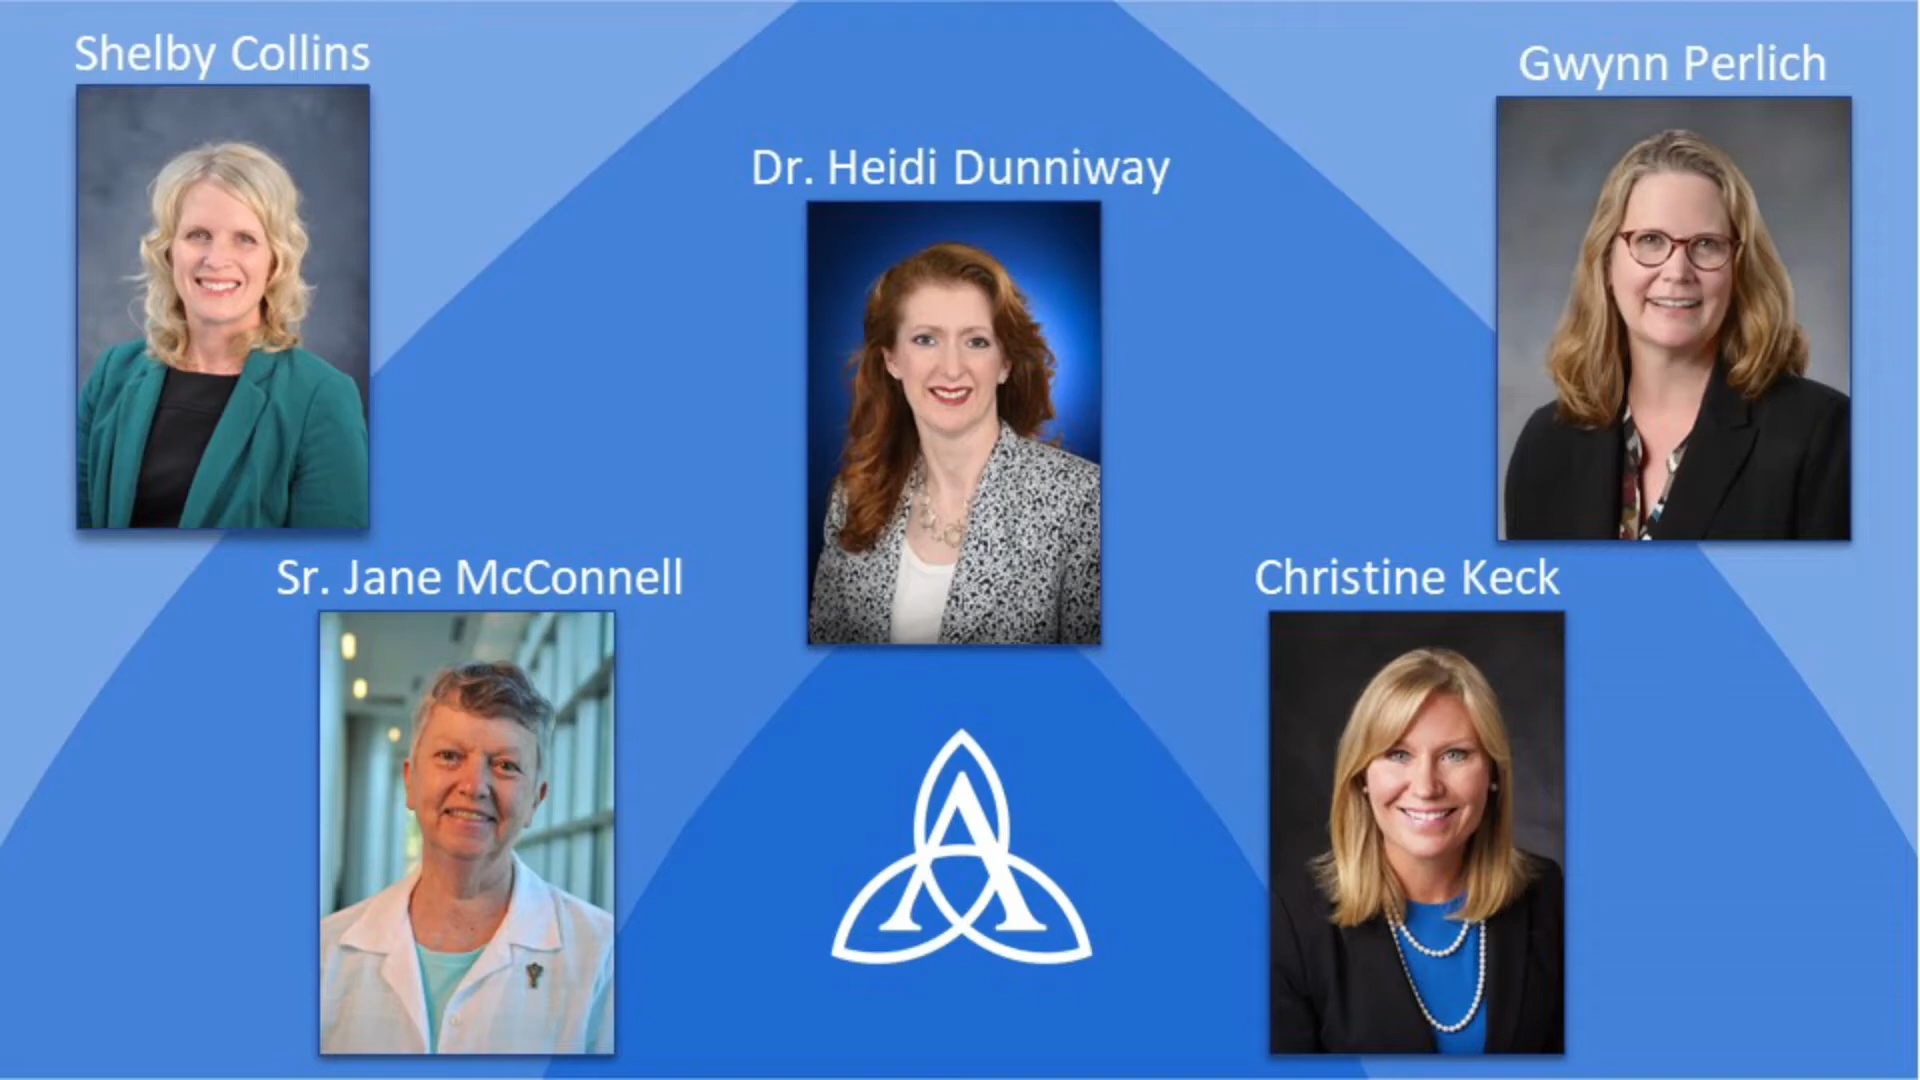 Shelby Collins
Gwynn Perlich
Dr. Heidi Dunniway
Sr. Jane McConnell
Christine Keck
A